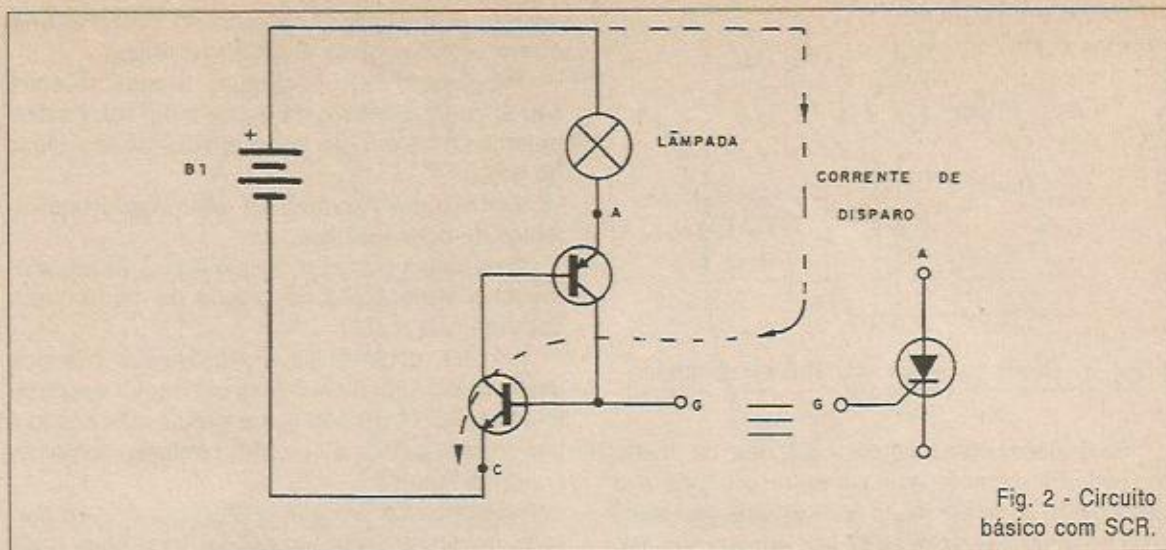 +
B1
LÂMPADA
A
CORRENTE DE
DISPARO
A
G
G
C
Fig. 2 - Circuito
básico com SCR.